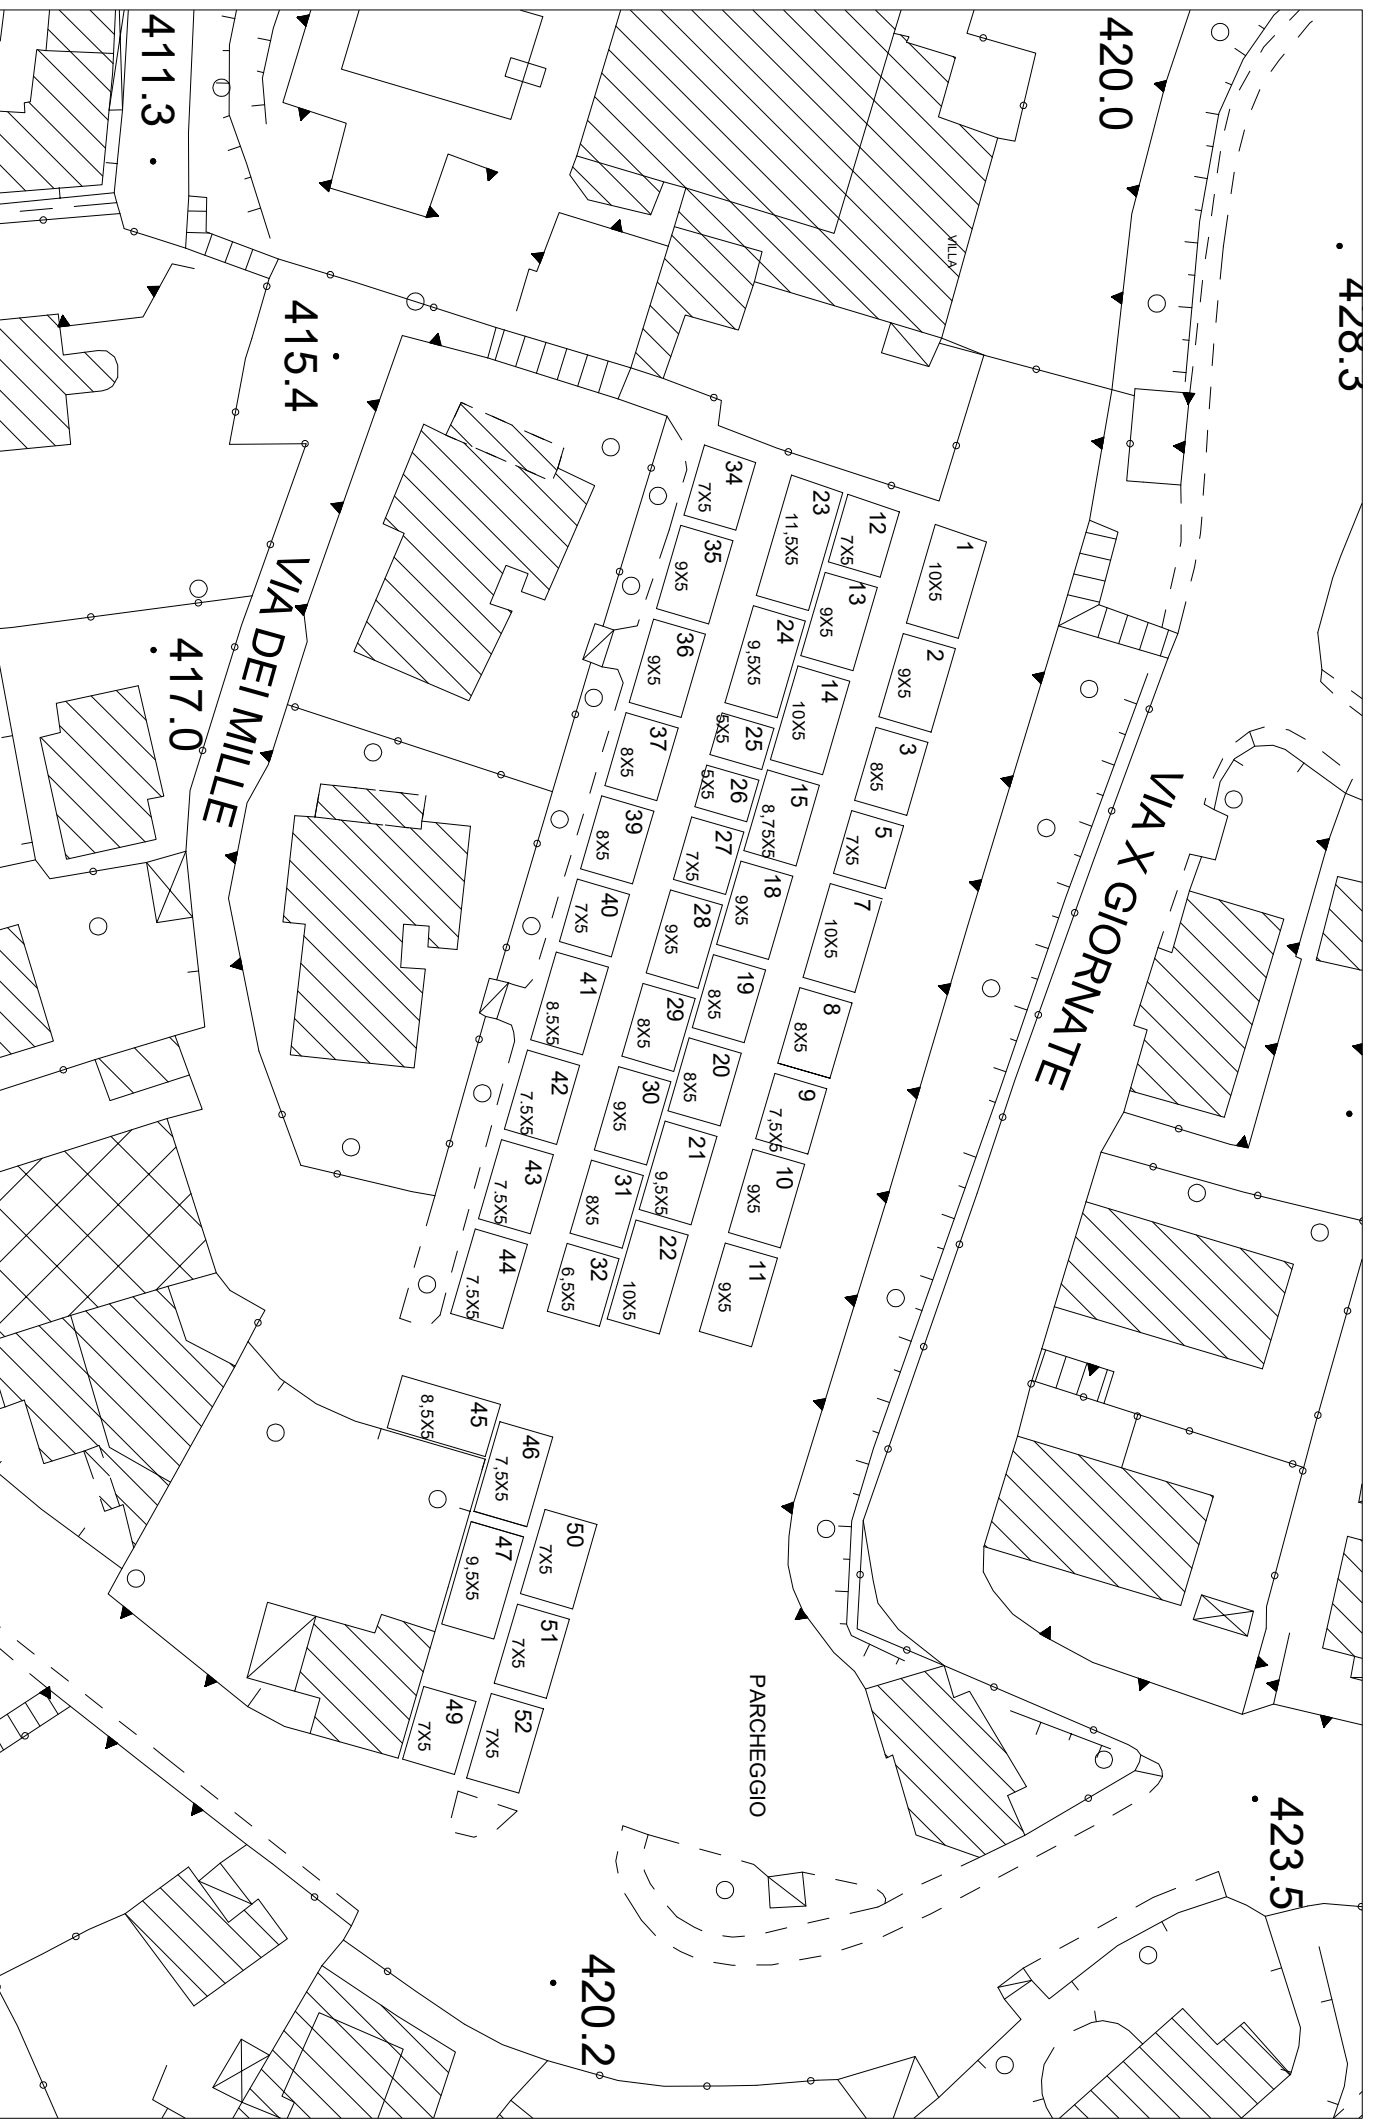 411.3
420.0
VILLA
428.3
415.4
VIA DEI MILLE
417.0
VIA X GIORNATE
1
10X5
2
9X5
3
8X5
5
7X5
7
10X5
8
8X5
9
7,5X5
10
9X5
11
9X5
12
7X5
13
9X5
14
10X5
15
8,75X5
18
9X5
19
8X5
20
8X5
21
9,5X5
22
10X5
23
11,5X5
24
9,5X5
25
5X5
26
5X5
27
7X5
28
9X5
29
8X5
30
9X5
31
8X5
32
6,5X5
34
7X5
35
9X5
36
9X5
37
8X5
39
8X5
40
7X5
41
8.5X5
42
7.5X5
43
7.5X5
44
7.5X5
45
8,5X5
46
7,5X5
47
9,5X5
49
7X5
50
7X5
51
7X5
52
7X5
PARCHEGGIO
423.5
420.2